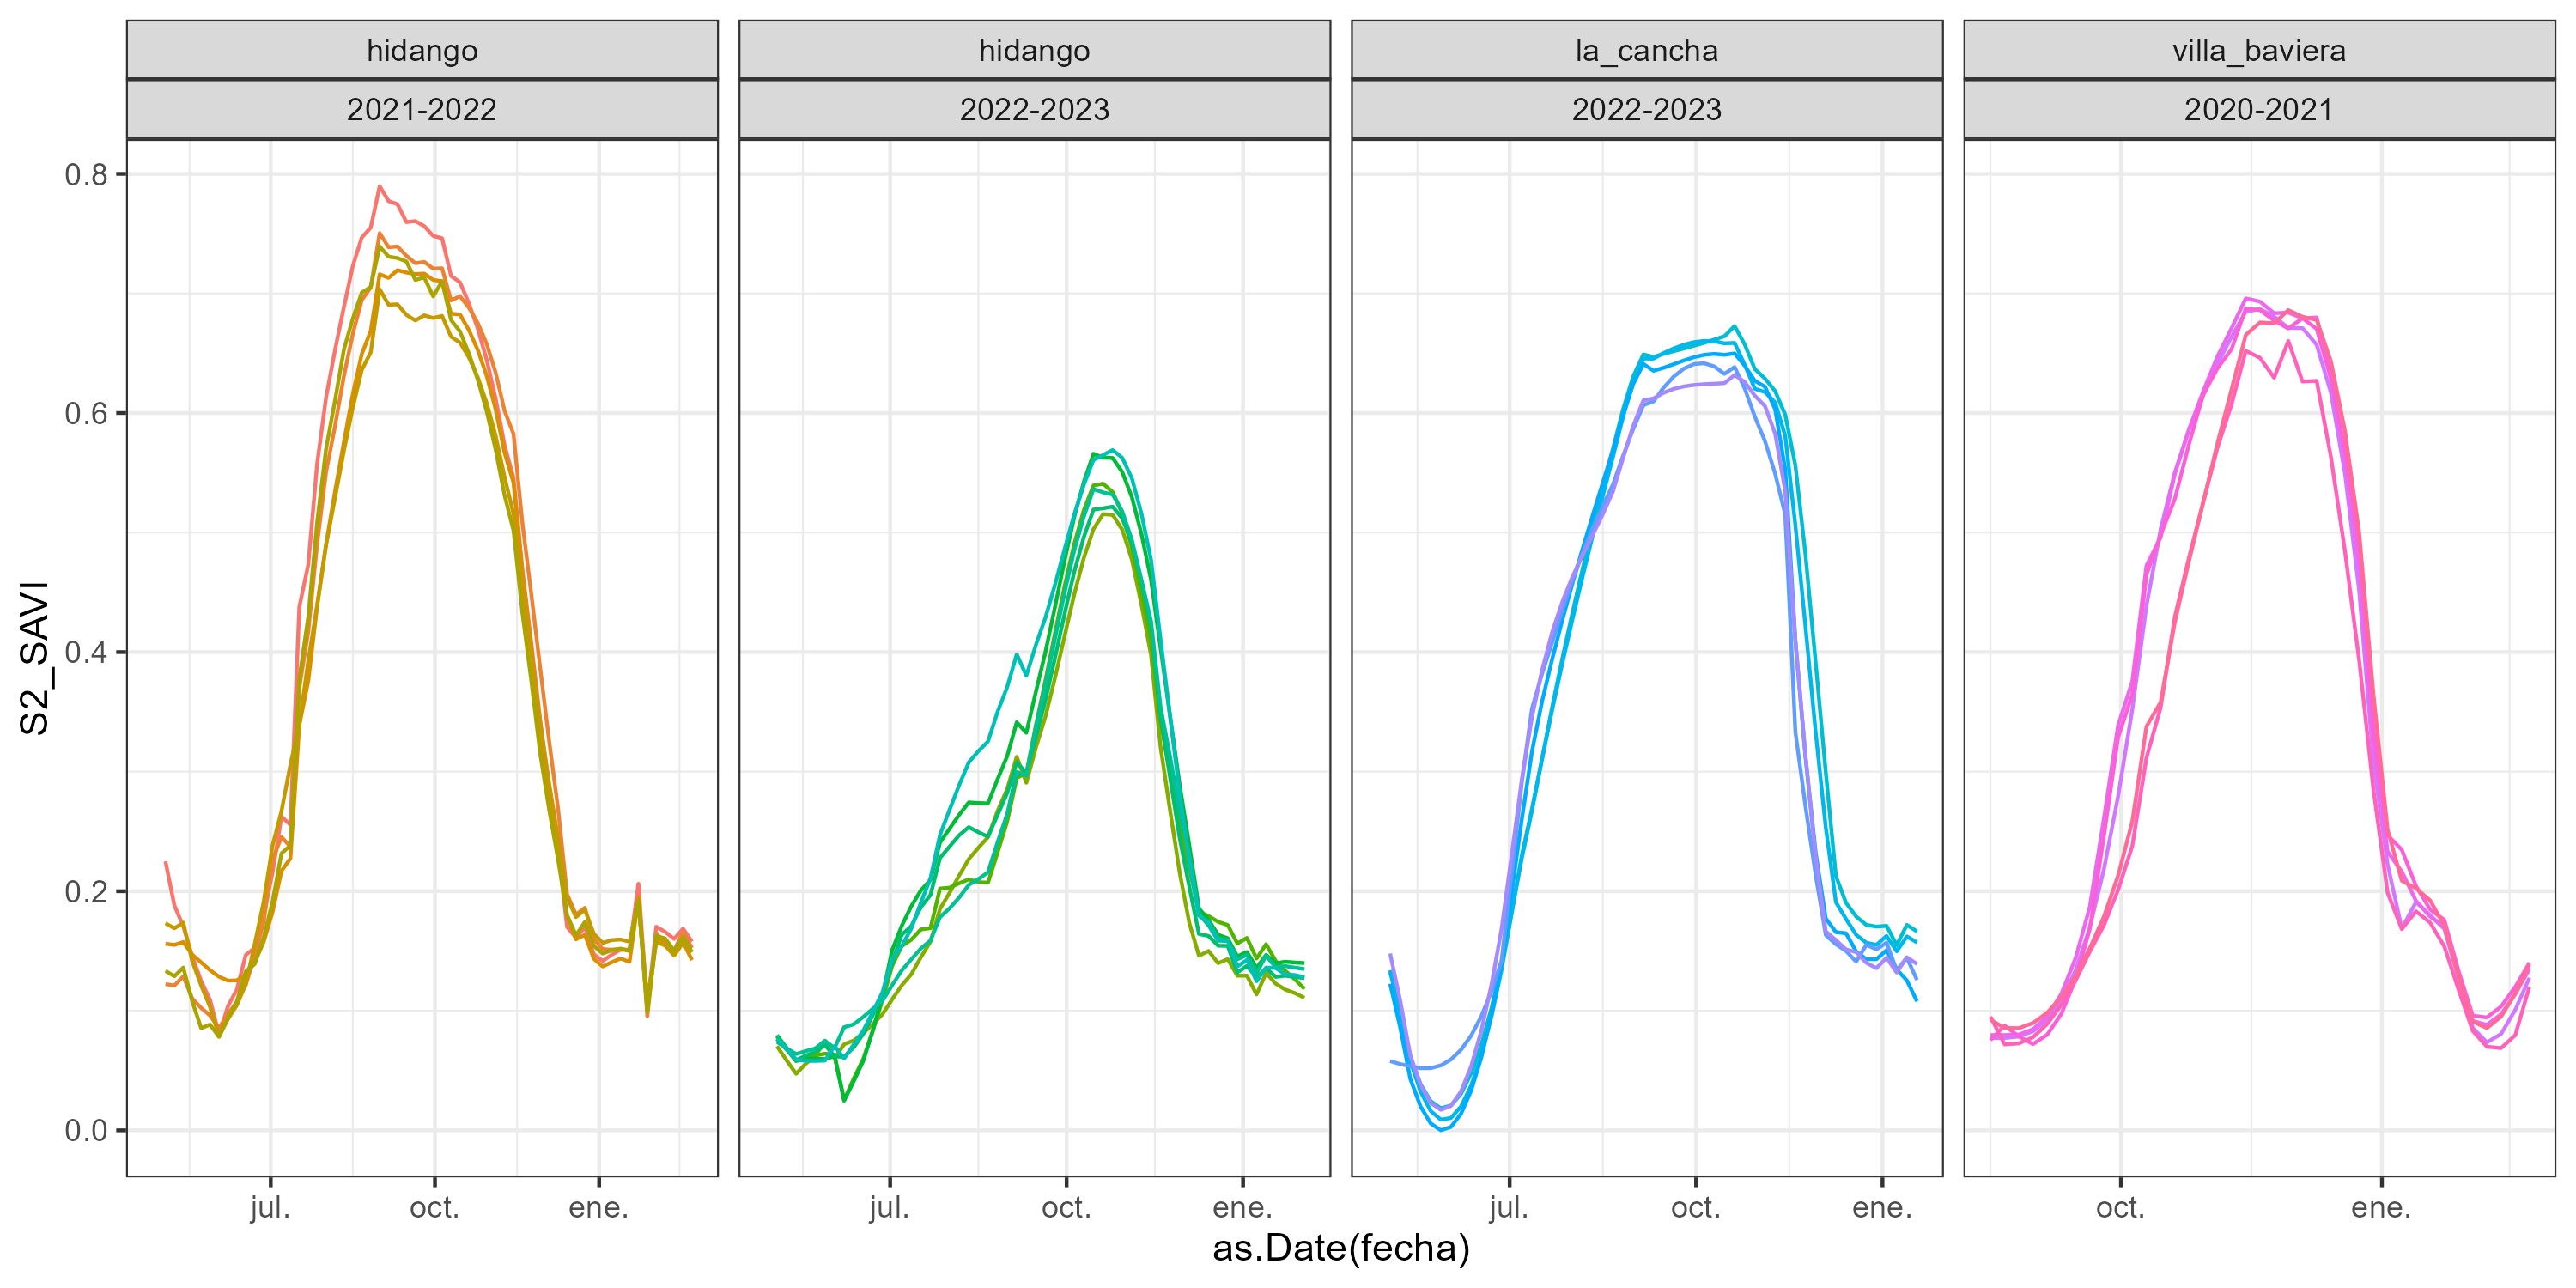 hidango hidango la_cancha villa_baviera
2021-2022 2022-2023 2022-2023 2020-2021
0.8
0.6
0.4
0.2
0.0
S2_SAVI
jul. oct. ene. jul. oct. ene. jul. oct. ene. oct. ene.
as.Date(fecha)